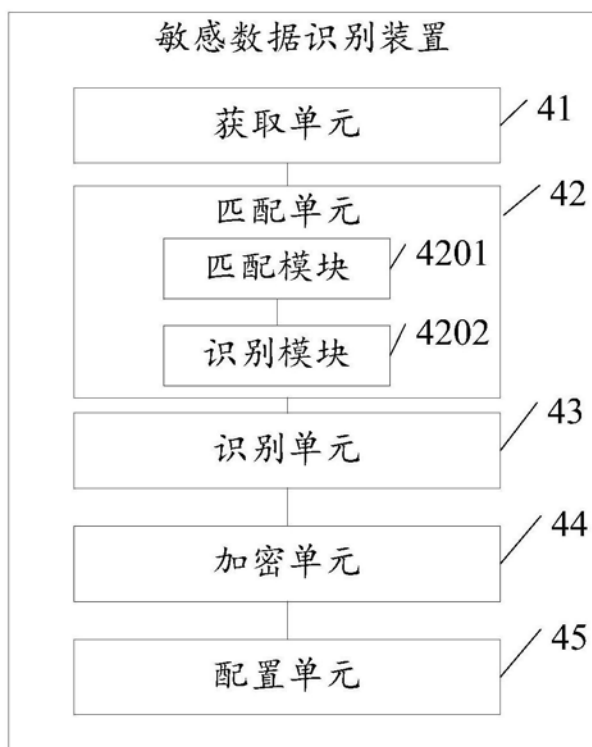 敏感数据识别装置
获取单元
41
匹配单元
42
匹配模块
4201
识别模块
4202
识别单元
43
加密单元
44
配置单元
45